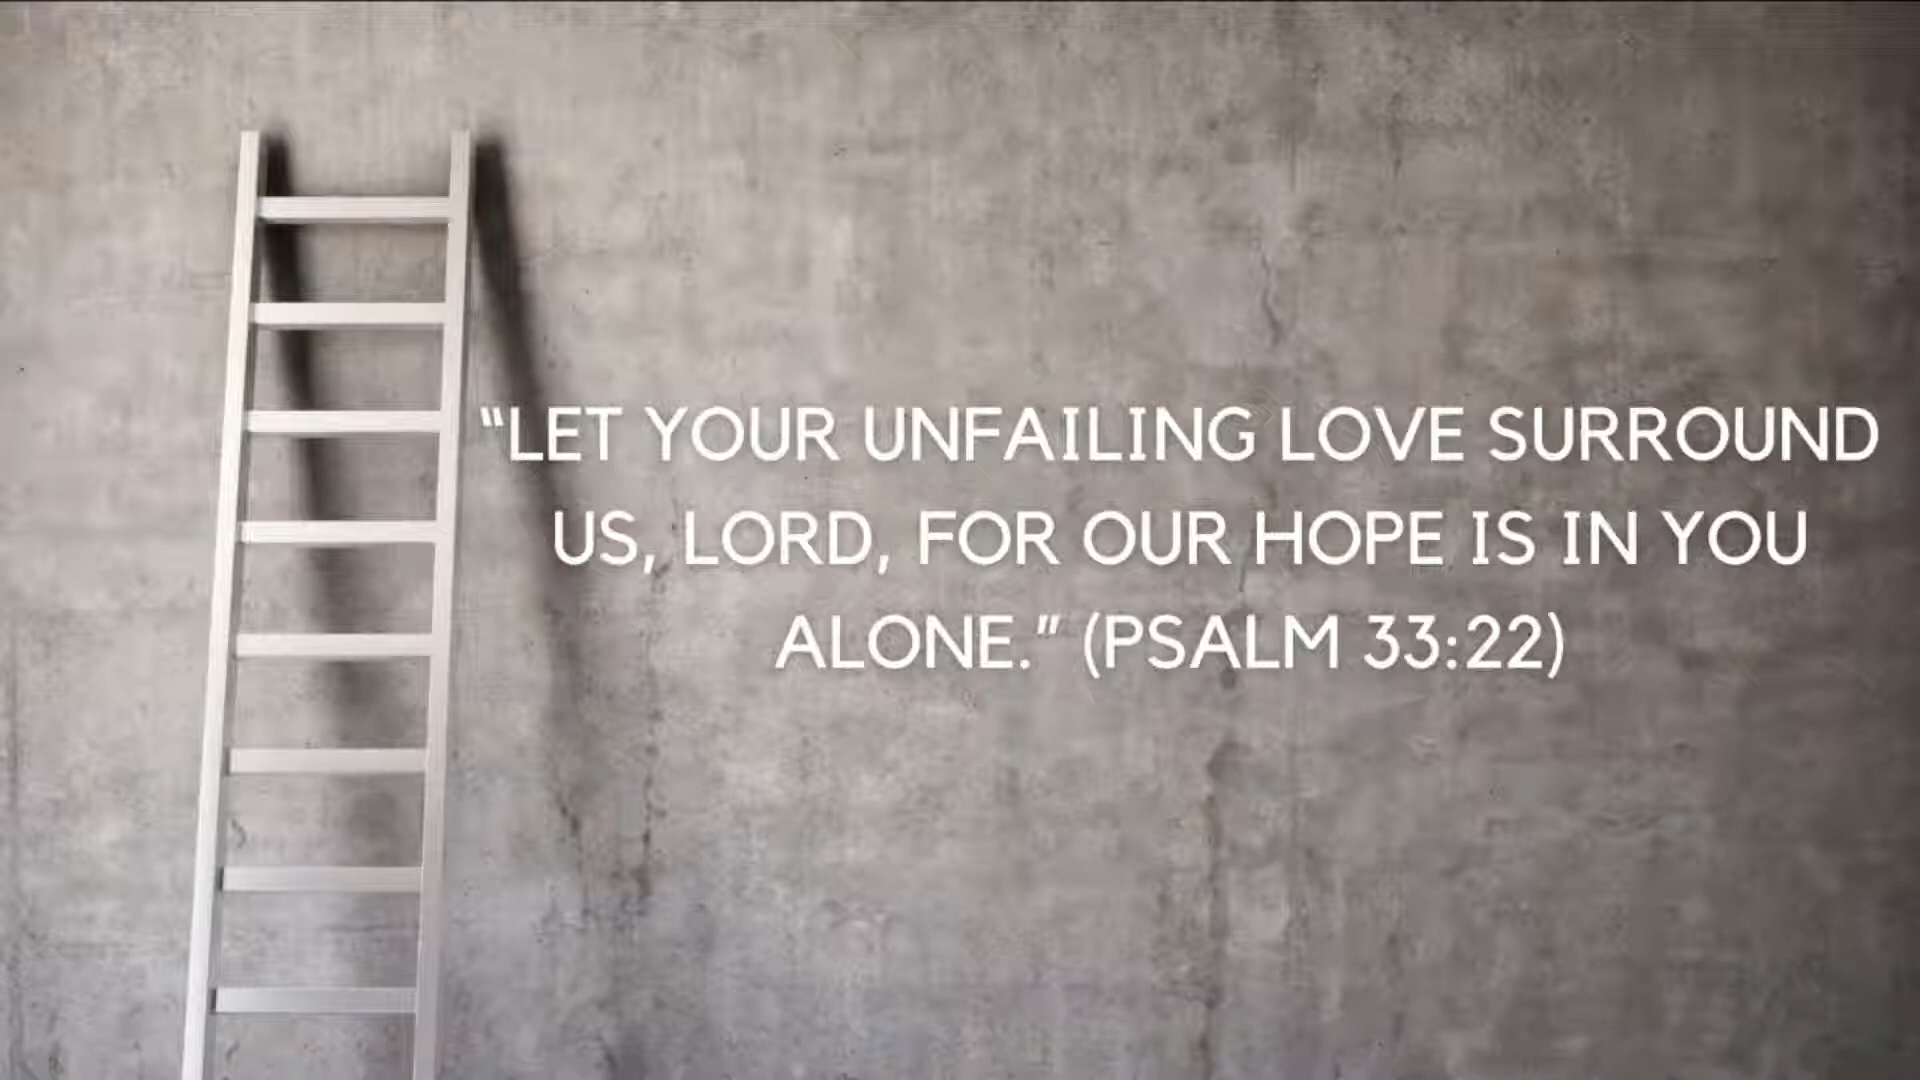 “LET YOUR UNFAILING LOVE SURROUND
US, LORD, FOR OUR HOPE IS IN YOU
ALONE.” (PSALM 33:22)